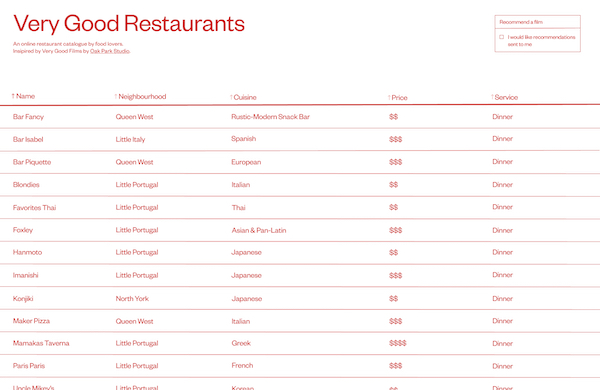 Very Good Restaurants
An online restaurant catalogue by food lovers.
Inspired by Very Good Films by Oak Park Studio.
Recommend a film
I would like recommendations
sent to me
↑ Name ↑ Neighbourhood ↑ Cuisine ↑ Price ↑ Service
Bar Fancy Queen West Rustic-Modern Snack Bar $$ Dinner
Bar Isabel Little Italy Spanish $$$ Dinner
Bar Piquette Queen West European $$$ Dinner
Blondies Little Portugal Italian $$ Dinner
Favorites Thai Little Portugal Thai $$ Dinner
Foxley Little Portugal Asian & Pan-Latin $$$ Dinner
Hanmoto Little Portugal Japanese $$ Dinner
Imanishi Little Portugal Japanese $$$ Dinner
Konjiki North York Japanese $$ Dinner
Maker Pizza Queen West Italian $$$ Dinner
Mamakas Taverna Little Portugal Greek $$$$ Dinner
Paris Paris Little Portugal French $$$ Dinner
Uncle Mikey's Little Portugal Korean $$ Dinner